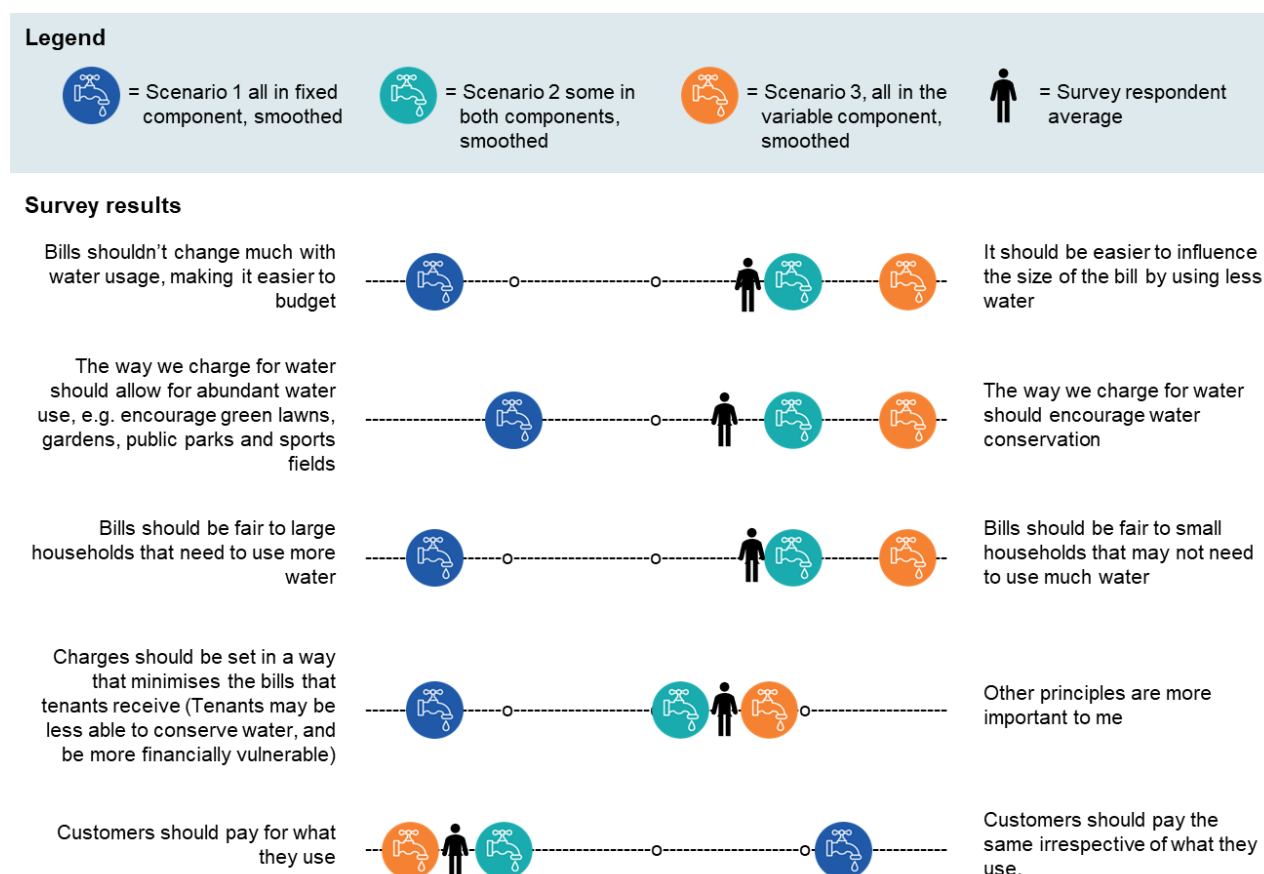 Legend
= Scenario 1 all in fixed
component, smoothed
= Scenario 2 some in
both components,
smoothed
= Scenario 3, all in the
variable component,
smoothed
= Survey respondent
average
Survey results
Bills shouldn’t change much with
water usage, making it easier to
budget
It should be easier to influence
the size of the bill by using less
water
The way we charge for water
should allow for abundant water
use, e.g. encourage green lawns,
gardens, public parks and sports
fields
The way we charge for water
should encourage water
conservation
Bills should be fair to large
households that need to use more
water
Bills should be fair to small
households that may not need
to use much water
Charges should be set in a way
that minimises the bills that
tenants receive (Tenants may be
less able to conserve water, and
be more financially vulnerable)
Other principles are more
important to me
Customers should pay for what
they use
Customers should pay the
same irrespective of what they
use.